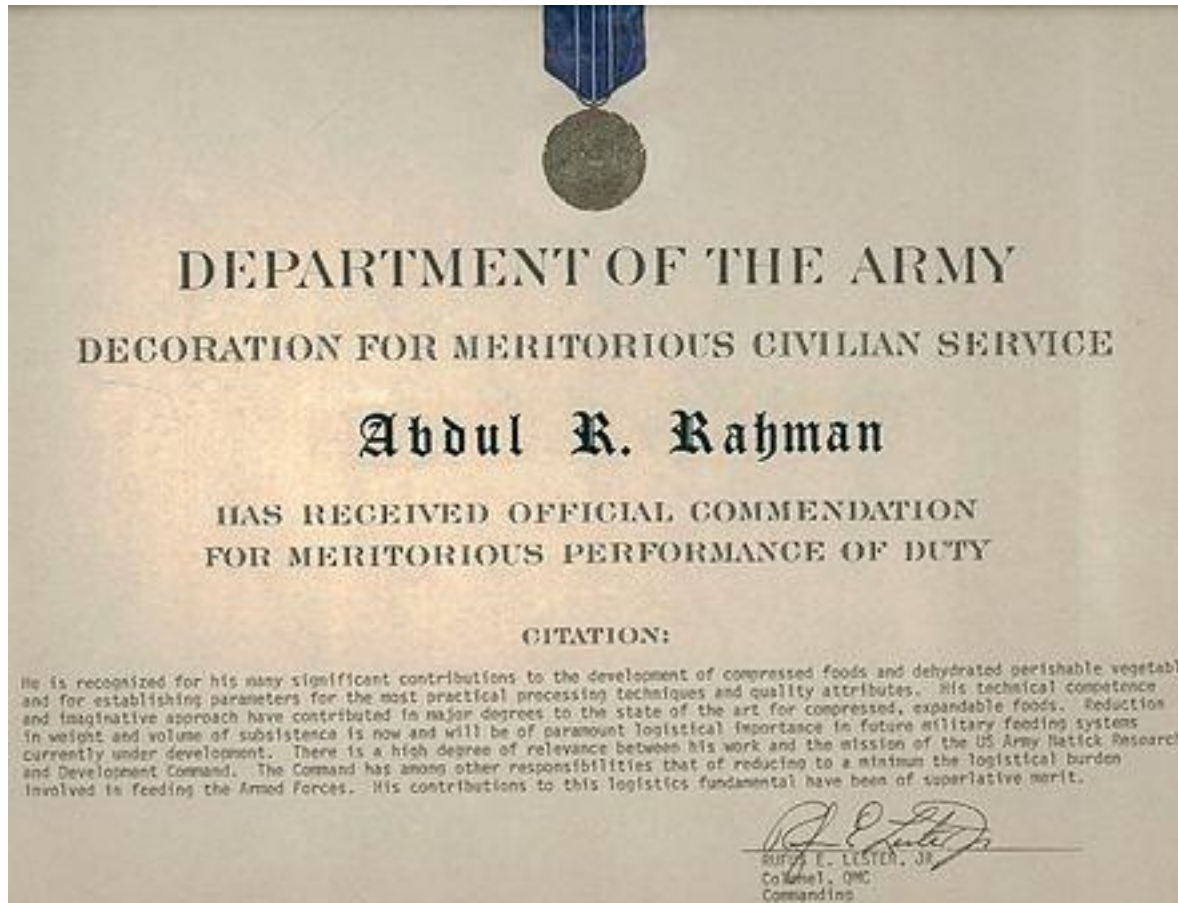 DEPARTMENT OF THE ARMY
DECORATION FOR MERITORIOUS CIVILIAN SERVICE
Abdul R. Rahman
HAS RECEIVED OFFICIAL COMMENDATION
FOR MERITORIOUS PERFORMANCE OF DUTY
CITATION:
He is recognized for his many significant contributions to the development of compressed foods and dehydrated perishable vegetabl
and for establishing parameters for the most practical processing techniques and quality attributes. His technical competence
and imaginative approach have contributed in major degrees to the state of the art for compressed, expandable foods. Reduction
in weight and volume of subsistence is now and will be of paramount logistical importance in future military feeding systems
currently under development. There is a high degree of relevance between his work and the mission of the US Army Natick Research
and Development Command. The Command has among other responsibilities that of reducing to a minimum the logistical burden
involved in feeding the Armed Forces. His contributions to this logistics fundamental have been of superlative merit.
RUFUS E. LESTER, JR.
Colonel, QMC
Commanding